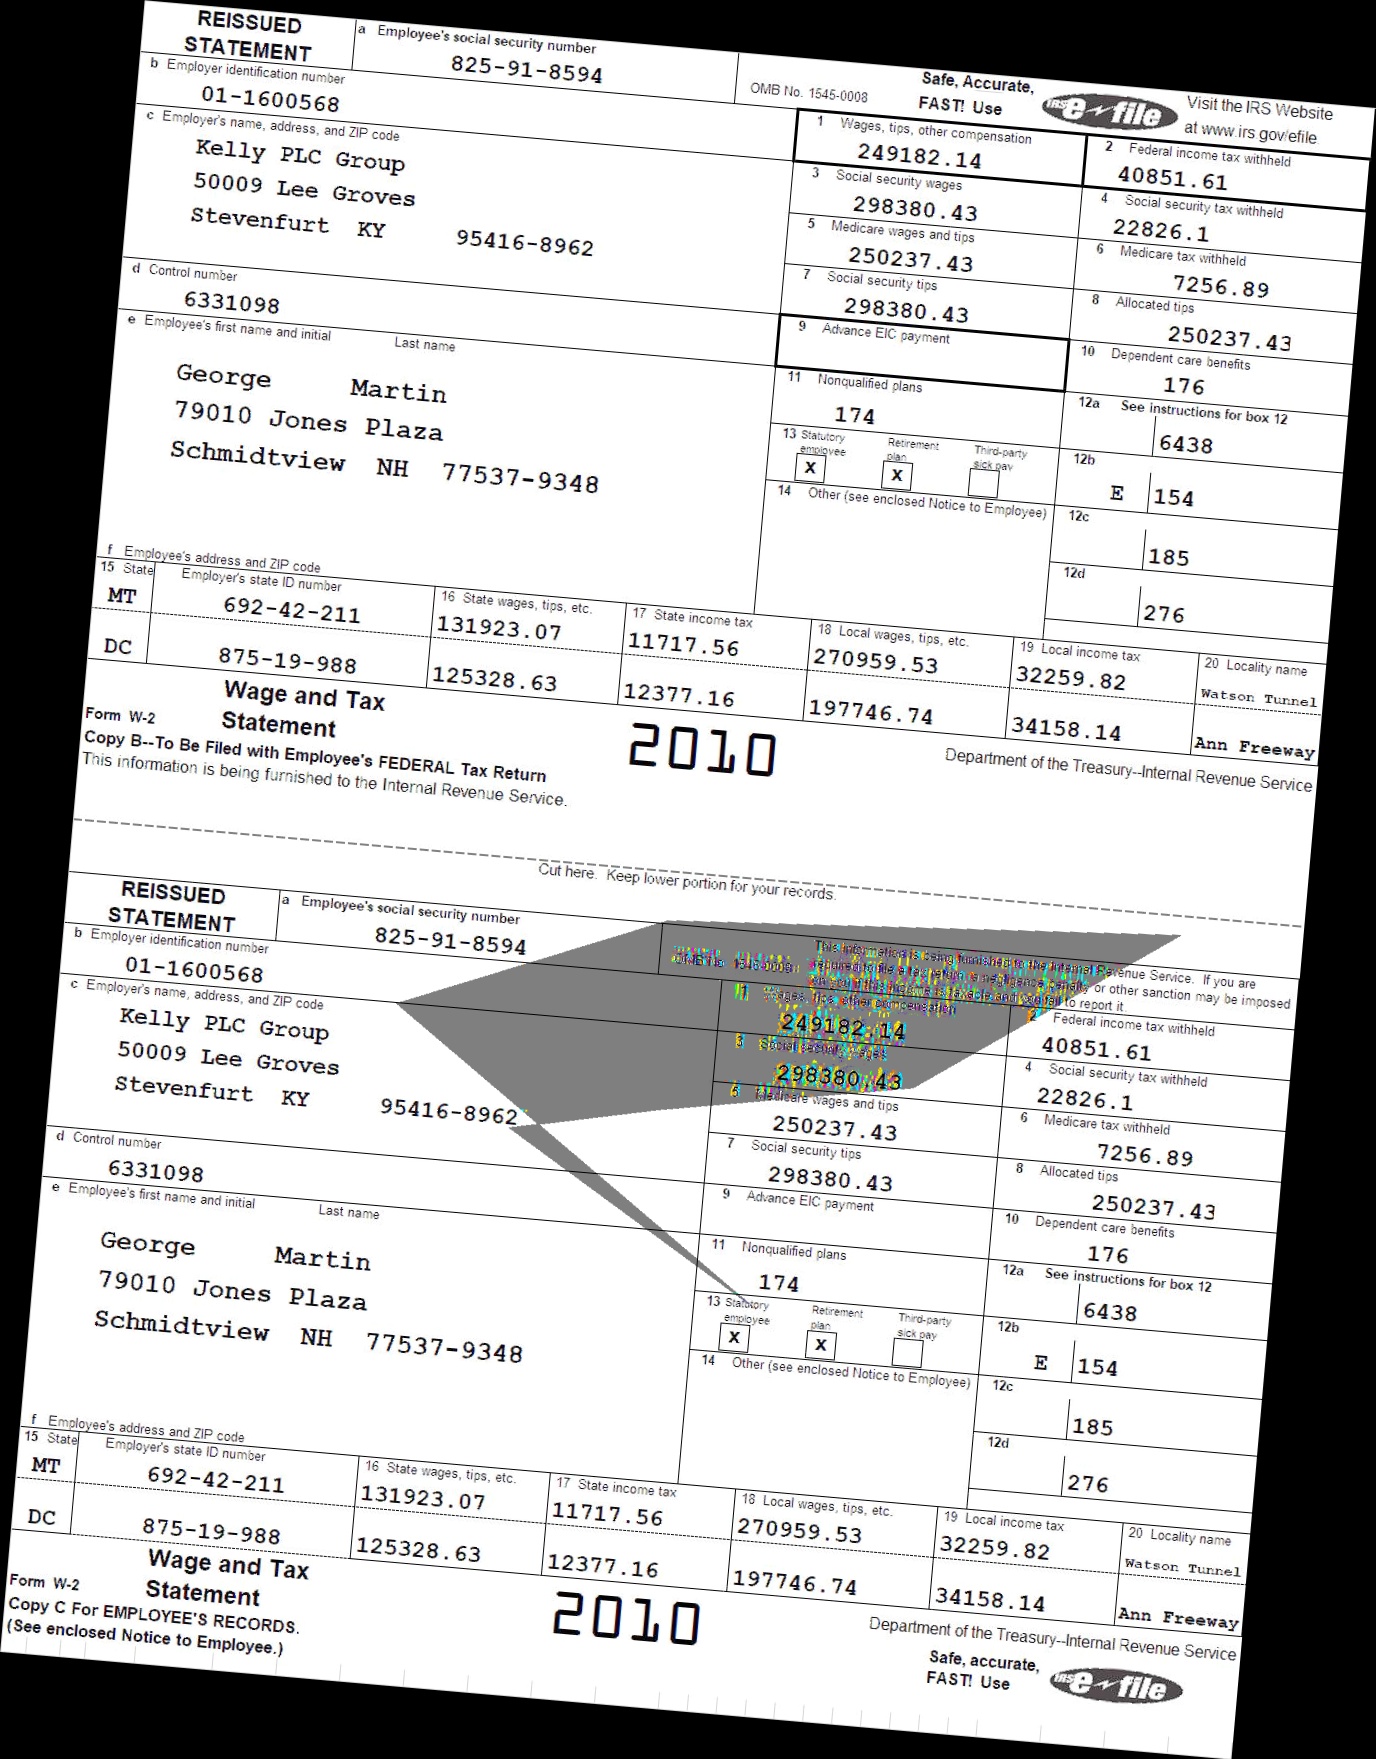 REISSUED
STATEMENT
a Employee's social security number
825-91-8594
OMB No. 1545-0008
Safe, Accurate,
FAST! Use
IRS e-file
Visit the IRS Website
at www.irs.gov/efile
b Employer identification number
01-1600568
c Employer's name, address, and ZIP code
Kelly PLC Group
50009 Lee Groves
Stevenfurt KY 95416-8962
1 Wages, tips, other compensation
249182.14
2 Federal income tax withheld
40851.61
3 Social security wages
298380.43
4 Social security tax withheld
22826.1
5 Medicare wages and tips
250237.43
6 Medicare tax withheld
7256.89
d Control number
6331098
7 Social security tips
298380.43
8 Allocated tips
250237.43
e Employee's first name and initial Last name
George Martin
79010 Jones Plaza
Schmidtview NH 77537-9348
9 Advance EIC payment
10 Dependent care benefits
176
11 Nonqualified plans
174
12a See instructions for box 12
6438
13 Statutory employee
X
Retirement plan
X
Third-party sick pay
12b
E 154
14 Other (see enclosed Notice to Employee)
12c
185
12d
276
f Employee's address and ZIP code
15 State Employer's state ID number
16 State wages, tips, etc.
17 State income tax
18 Local wages, tips, etc.
19 Local income tax
20 Locality name
MT 692-42-211 131923.07 11717.56 270959.53 32259.82 Watson Tunnel
DC 875-19-988 125328.63 12377.16 197746.74 34158.14 Ann Freeway
Form W-2
Wage and Tax
Statement
2010
Department of the Treasury--Internal Revenue Service
Copy B--To Be Filed with Employee's FEDERAL Tax Return
This information is being furnished to the Internal Revenue Service.
Cut here. Keep lower portion for your records.
REISSUED
STATEMENT
a Employee's social security number
825-91-8594
OMB No. 1545-0008
This information is being furnished to the Internal Revenue Service. If you are
required to file a tax return, a negligence penalty or other sanction may be imposed
on you if this income is taxable and you fail to report it.
b Employer identification number
01-1600568
c Employer's name, address, and ZIP code
Kelly PLC Group
50009 Lee Groves
Stevenfurt KY 95416-8962
1 Wages, tips, other compensation
249182.14
2 Federal income tax withheld
40851.61
3 Social security wages
298380.43
4 Social security tax withheld
22826.1
5 Medicare wages and tips
250237.43
6 Medicare tax withheld
7256.89
d Control number
6331098
7 Social security tips
298380.43
8 Allocated tips
250237.43
e Employee's first name and initial Last name
George Martin
79010 Jones Plaza
Schmidtview NH 77537-9348
9 Advance EIC payment
10 Dependent care benefits
176
11 Nonqualified plans
174
12a See instructions for box 12
6438
13 Statutory employee
X
Retirement plan
X
Third-party sick pay
12b
E 154
14 Other (see enclosed Notice to Employee)
12c
185
12d
276
f Employee's address and ZIP code
15 State Employer's state ID number
16 State wages, tips, etc.
17 State income tax
18 Local wages, tips, etc.
19 Local income tax
20 Locality name
MT 692-42-211 131923.07 11717.56 270959.53 32259.82 Watson Tunnel
DC 875-19-988 125328.63 12377.16 197746.74 34158.14 Ann Freeway
Form W-2
Wage and Tax
Statement
2010
Department of the Treasury--Internal Revenue Service
Copy C For EMPLOYEE'S RECORDS.
(See enclosed Notice to Employee.)
Safe, accurate,
FAST! Use
IRS e-file